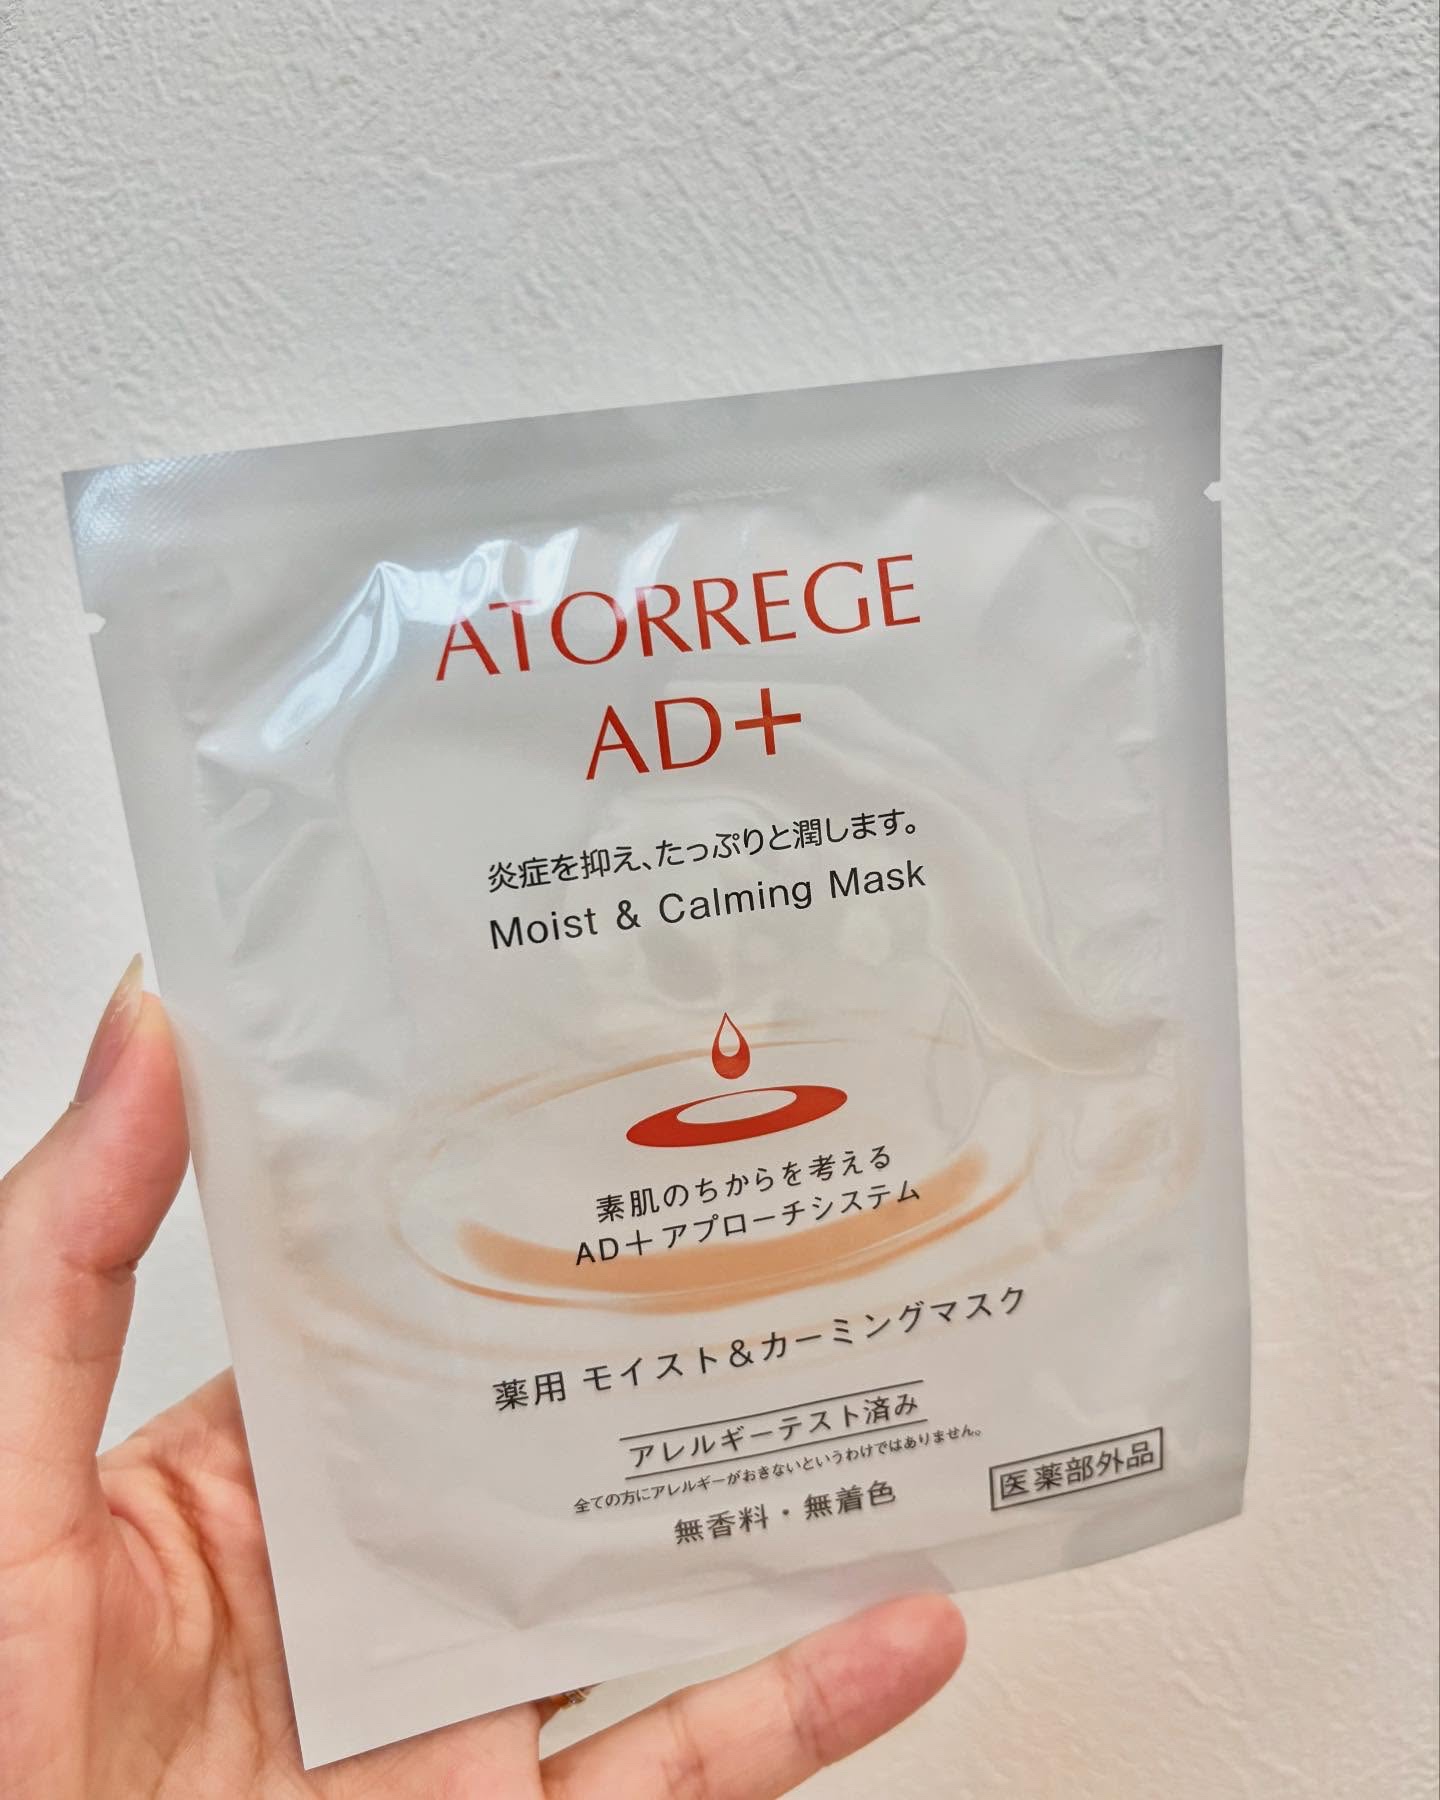 ATORREGE
AD+
炎症を抑え、たっぷりと潤します。
Moist & Calming Mask
素肌のちからを考える
AD+アプローチシステム
薬用 モイスト&カーミングマスク
アレルギーテスト済み
全ての方にアレルギーがおきないというわけではありません。
無香料・無着色
医薬部外品